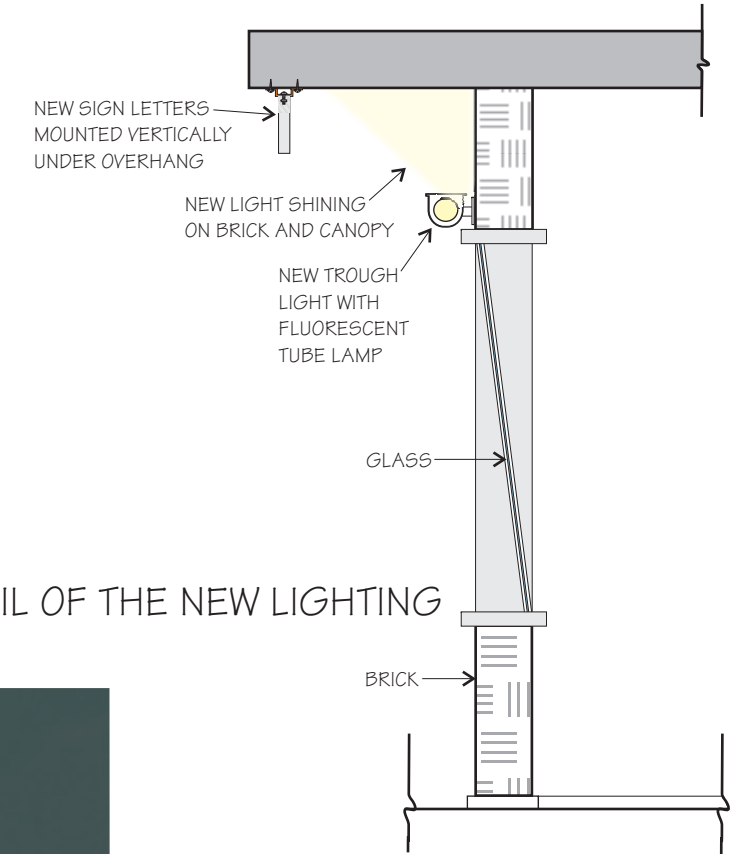 NEW SIGN LETTERS
MOUNTED VERTICALLY
UNDER OVERHANG
NEW LIGHT SHINING
ON BRICK AND CANOPY
NEW TROUGH
LIGHT WITH
FLUORESCENT
TUBE LAMP
GLASS
IL OF THE NEW LIGHTING
BRICK